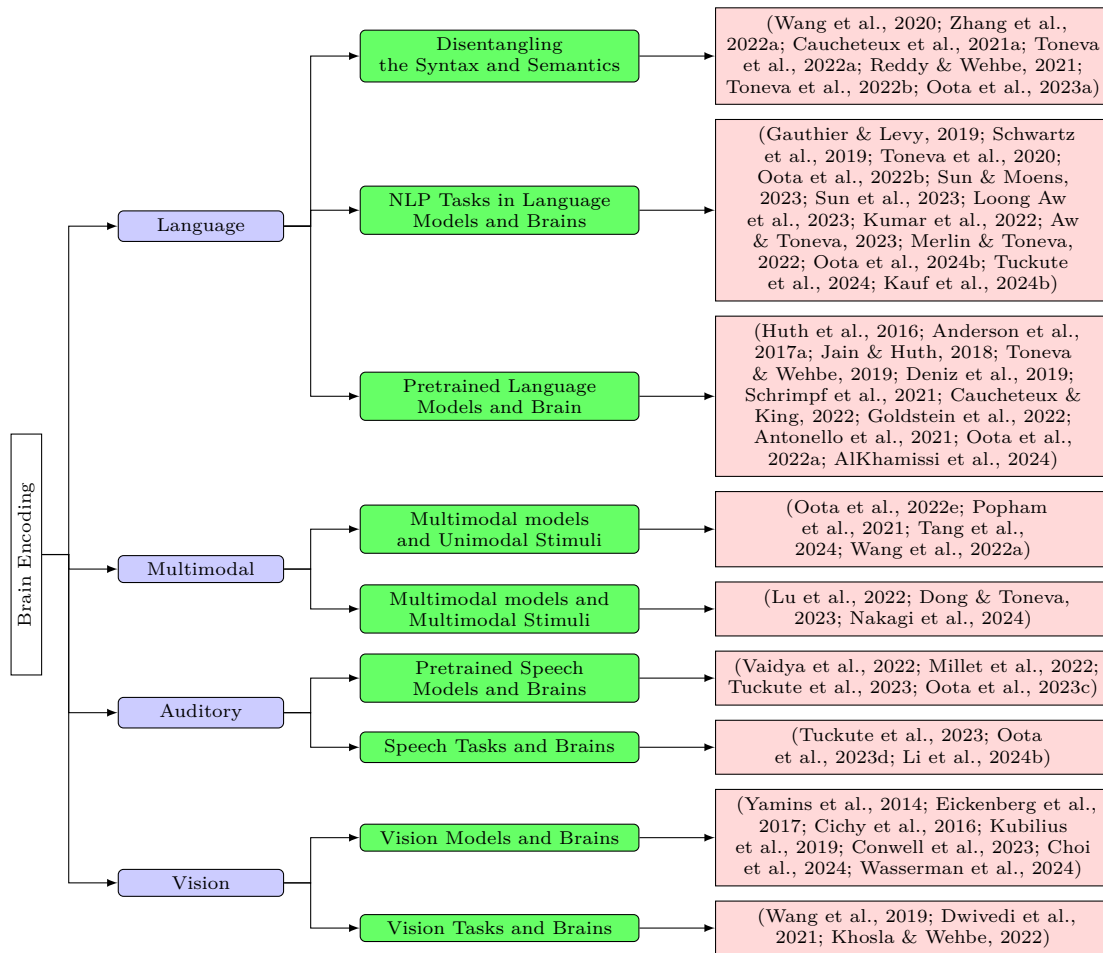 Brain Encoding
Language
Disentangling
the Syntax and Semantics
(Wang et al., 2020; Zhang et al.,
2022a; Caucheteux et al., 2021a; Toneva
et al., 2022a; Reddy & Wehbe, 2021;
Toneva et al., 2022b; Oota et al., 2023a)
NLP Tasks in Language
Models and Brains
(Gauthier & Levy, 2019; Schwartz
et al., 2019; Toneva et al., 2020;
Oota et al., 2022b; Sun & Moens,
2023; Sun et al., 2023; Loong Aw
et al., 2023; Kumar et al., 2022; Aw
& Toneva, 2023; Merlin & Toneva,
2022; Oota et al., 2024b; Tuckute
et al., 2024; Kauf et al., 2024b)
Pretrained Language
Models and Brain
(Huth et al., 2016; Anderson et al.,
2017a; Jain & Huth, 2018; Toneva
& Wehbe, 2019; Deniz et al., 2019;
Schrimpf et al., 2021; Caucheteux &
King, 2022; Goldstein et al., 2022;
Antonello et al., 2021; Oota et al.,
2022a; AlKhamissi et al., 2024)
Multimodal
Multimodal models
and Unimodal Stimuli
(Oota et al., 2022e; Popham
et al., 2021; Tang et al.,
2024; Wang et al., 2022a)
Multimodal models and
Multimodal Stimuli
(Lu et al., 2022; Dong & Toneva,
2023; Nakagi et al., 2024)
Auditory
Pretrained Speech
Models and Brains
(Vaidya et al., 2022; Millet et al., 2022;
Tuckute et al., 2023; Oota et al., 2023c)
Speech Tasks and Brains
(Tuckute et al., 2023; Oota
et al., 2023d; Li et al., 2024b)
Vision
Vision Models and Brains
(Yamins et al., 2014; Eickenberg et al.,
2017; Cichy et al., 2016; Kubilius
et al., 2019; Conwell et al., 2023; Choi
et al., 2024; Wasserman et al., 2024)
Vision Tasks and Brains
(Wang et al., 2019; Dwivedi et al.,
2021; Khosla & Wehbe, 2022)